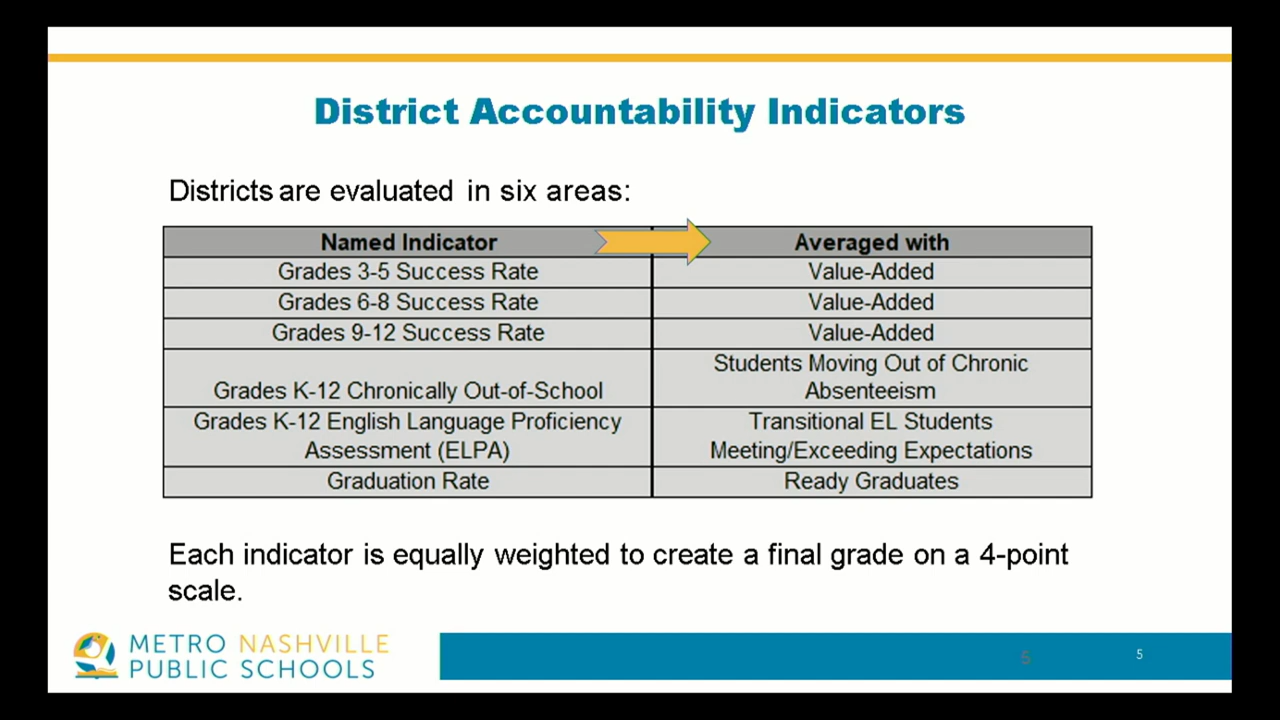 District Accountability Indicators
Districts are evaluated in six areas:
Named Indicator Averaged with
Grades 3-5 Success Rate Value-Added
Grades 6-8 Success Rate Value-Added
Grades 9-12 Success Rate Value-Added
Grades K-12 Chronically Out-of-School Students Moving Out of Chronic
Absenteeism
Grades K-12 English Language Proficiency
Assessment (ELPA)
Transitional EL Students
Meeting/Exceeding Expectations
Graduation Rate Ready Graduates
Each indicator is equally weighted to create a final grade on a 4-point
scale.
METRO NASHVILLE
PUBLIC SCHOOLS
5
5